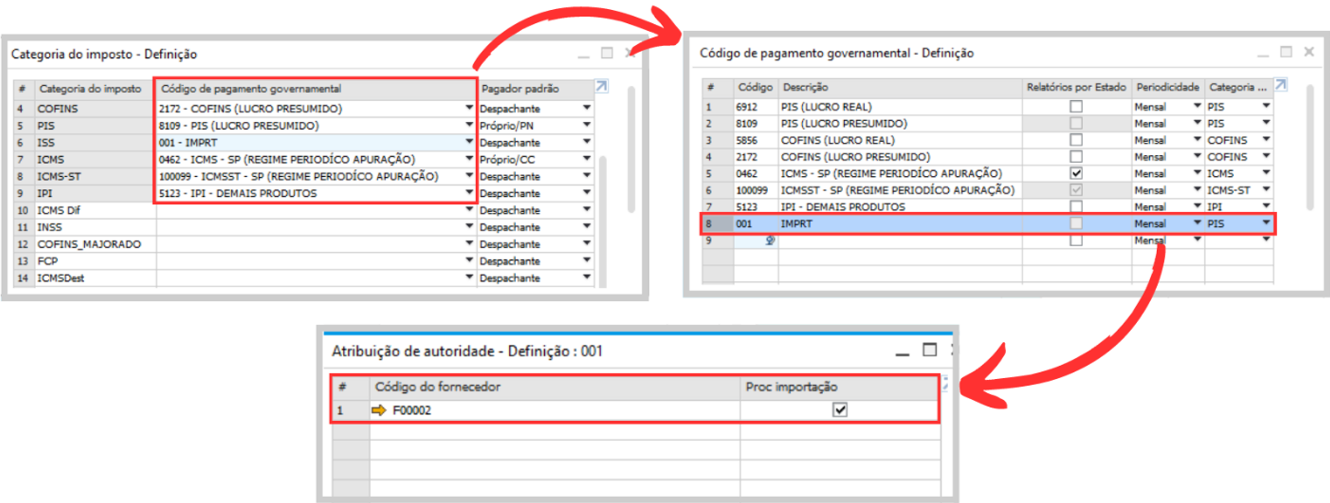 Categoria do imposto - Definição
# Categoria do imposto Código de pagamento governamental Pagador padrão
4 COFINS 2172 - COFINS (LUCRO PRESUMIDO) Despachante
5 PIS 8109 - PIS (LUCRO PRESUMIDO) Próprio/PN
6 ISS 001 - IMPRT Despachante
7 ICMS 0462 - ICMS - SP (REGIME PERIODÍCO APURAÇÃO) Próprio/CC
8 ICMS-ST 100099 - ICMSST - SP (REGIME PERIODÍCO APURAÇÃO) Despachante
9 IPI 5123 - IPI - DEMAIS PRODUTOS Despachante
10 ICMS Dif Despachante
11 INSS Despachante
12 COFINS_MAJORADO Despachante
13 FCP Despachante
14 ICMSDest Despachante
Código de pagamento governamental - Definição
# Código Descrição Relatórios por Estado Periodicidade Categoria ...
1 6912 PIS (LUCRO REAL) Mensal PIS
2 8109 PIS (LUCRO PRESUMIDO) Mensal PIS
3 5856 COFINS (LUCRO REAL) Mensal COFINS
4 2172 COFINS (LUCRO PRESUMIDO) Mensal COFINS
5 0462 ICMS - SP (REGIME PERIODÍCO APURAÇÃO) Mensal ICMS
6 100099 ICMSST - SP (REGIME PERIODÍCO APURAÇÃO) Mensal ICMS-ST
7 5123 IPI - DEMAIS PRODUTOS Mensal IPI
8 001 IMPRT Mensal PIS
9 Mensal
Atribuição de autoridade - Definição : 001
# Código do fornecedor Proc importação
1 F00002